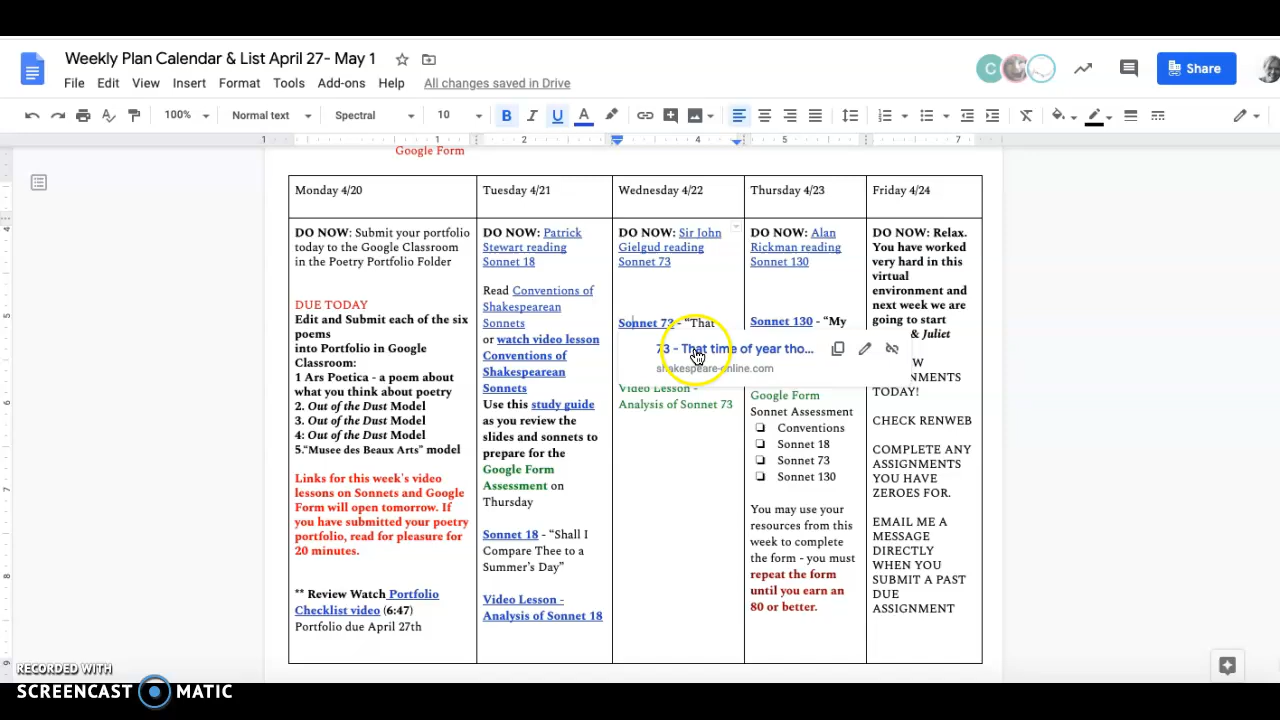 Weekly Plan Calendar & List April 27- May 1
File Edit View Insert Format Tools Add-ons Help All changes saved in Drive
C
Share
100% Normal text Spectral 10 B I U A
1 1 2 3 4 5 6 7
Google Form
Monday 4/20
Tuesday 4/21
Wednesday 4/22
Thursday 4/23
Friday 4/24
DO NOW: Submit your portfolio
today to the Google Classroom
in the Poetry Portfolio Folder
DUE TODAY
Edit and Submit each of the six
poems
into Portfolio in Google
Classroom:
1 Ars Poetica - a poem about
what you think about poetry
2. Out of the Dust Model
3. Out of the Dust Model
4: Out of the Dust Model
5."Musee des Beaux Arts" model
Links for this week's video
lessons on Sonnets and Google
Form will open tomorrow. If
you have submitted your poetry
portfolio, read for pleasure for
20 minutes.
** Review Watch Portfolio
Checklist video (6:47)
Portfolio due April 27th
DO NOW: Patrick
Stewart reading
Sonnet 18
Read Conventions of
Shakespearean
Sonnets
or watch video lesson
Conventions of
Shakespearean
Sonnets
Use this study guide
as you review the
slides and sonnets to
prepare for the
Google Form
Assessment on
Thursday
Sonnet 18 - "Shall I
Compare Thee to a
Summer's Day"
Video Lesson -
Analysis of Sonnet 18
DO NOW: Sir John
Gielgud reading
Sonnet 73
Sonnet 73 - "That
73 - That time of year tho...
shakespeare-online.com
Video Lesson -
Analysis of Sonnet 73
DO NOW: Alan
Rickman reading
Sonnet 130
Sonnet 130 - "My
Google Form
Sonnet Assessment
Conventions
Sonnet 18
Sonnet 73
Sonnet 130
You may use your
resources from this
week to complete
the form - you must
repeat the form
until you earn an
80 or better.
DO NOW: Relax.
You have worked
very hard in this
virtual
environment and
next week we are
going to start
& Juliet
TODAY!
CHECK RENWEB
COMPLETE ANY
ASSIGNMENTS
YOU HAVE
ZEROES FOR.
EMAIL ME A
MESSAGE
DIRECTLY
WHEN YOU
SUBMIT A PAST
DUE
ASSIGNMENT
4
5
6
7
8
9
RECORDED WITH
SCREENCAST MATIC